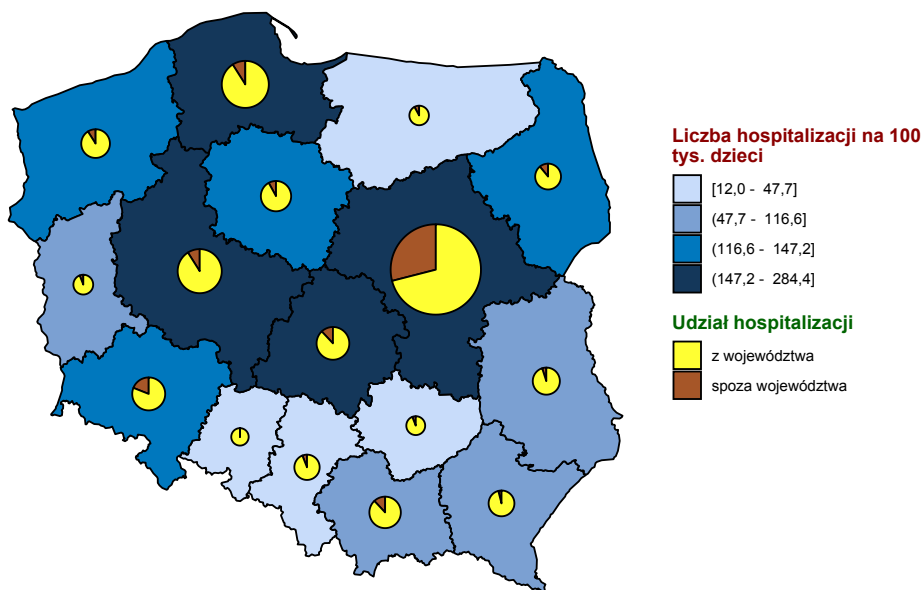 Liczba hospitalizacji na 100
tys. dzieci
[12,0 - 47,7]
(47,7 - 116,6]
(116,6 - 147,2]
(147,2 - 284,4]
Udział hospitalizacji
z województwa
spoza województwa